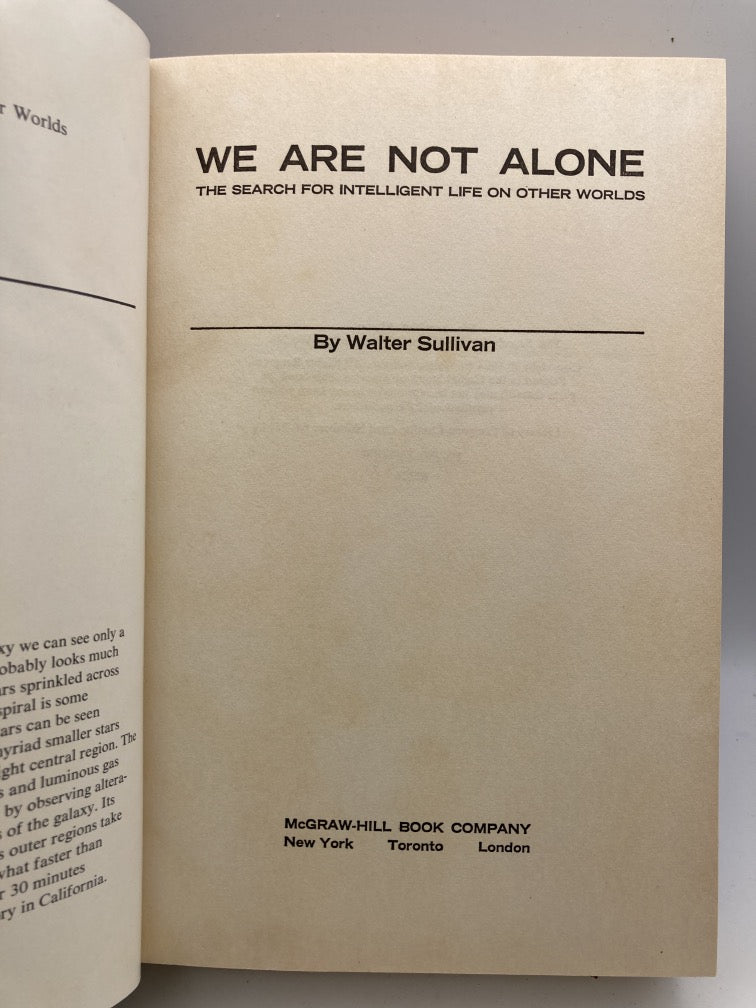 r Worlds
xy we can see only a
obably looks much
ars sprinkled across
spiral is some
ars can be seen
yriad smaller stars
ght central region. The
s and luminous gas
by observing altera-
s of the galaxy. Its
s outer regions take
what faster than
r 30 minutes
ry in California.
WE ARE NOT ALONE
THE SEARCH FOR INTELLIGENT LIFE ON OTHER WORLDS
By Walter Sullivan
McGRAW-HILL BOOK COMPANY
New York Toronto London